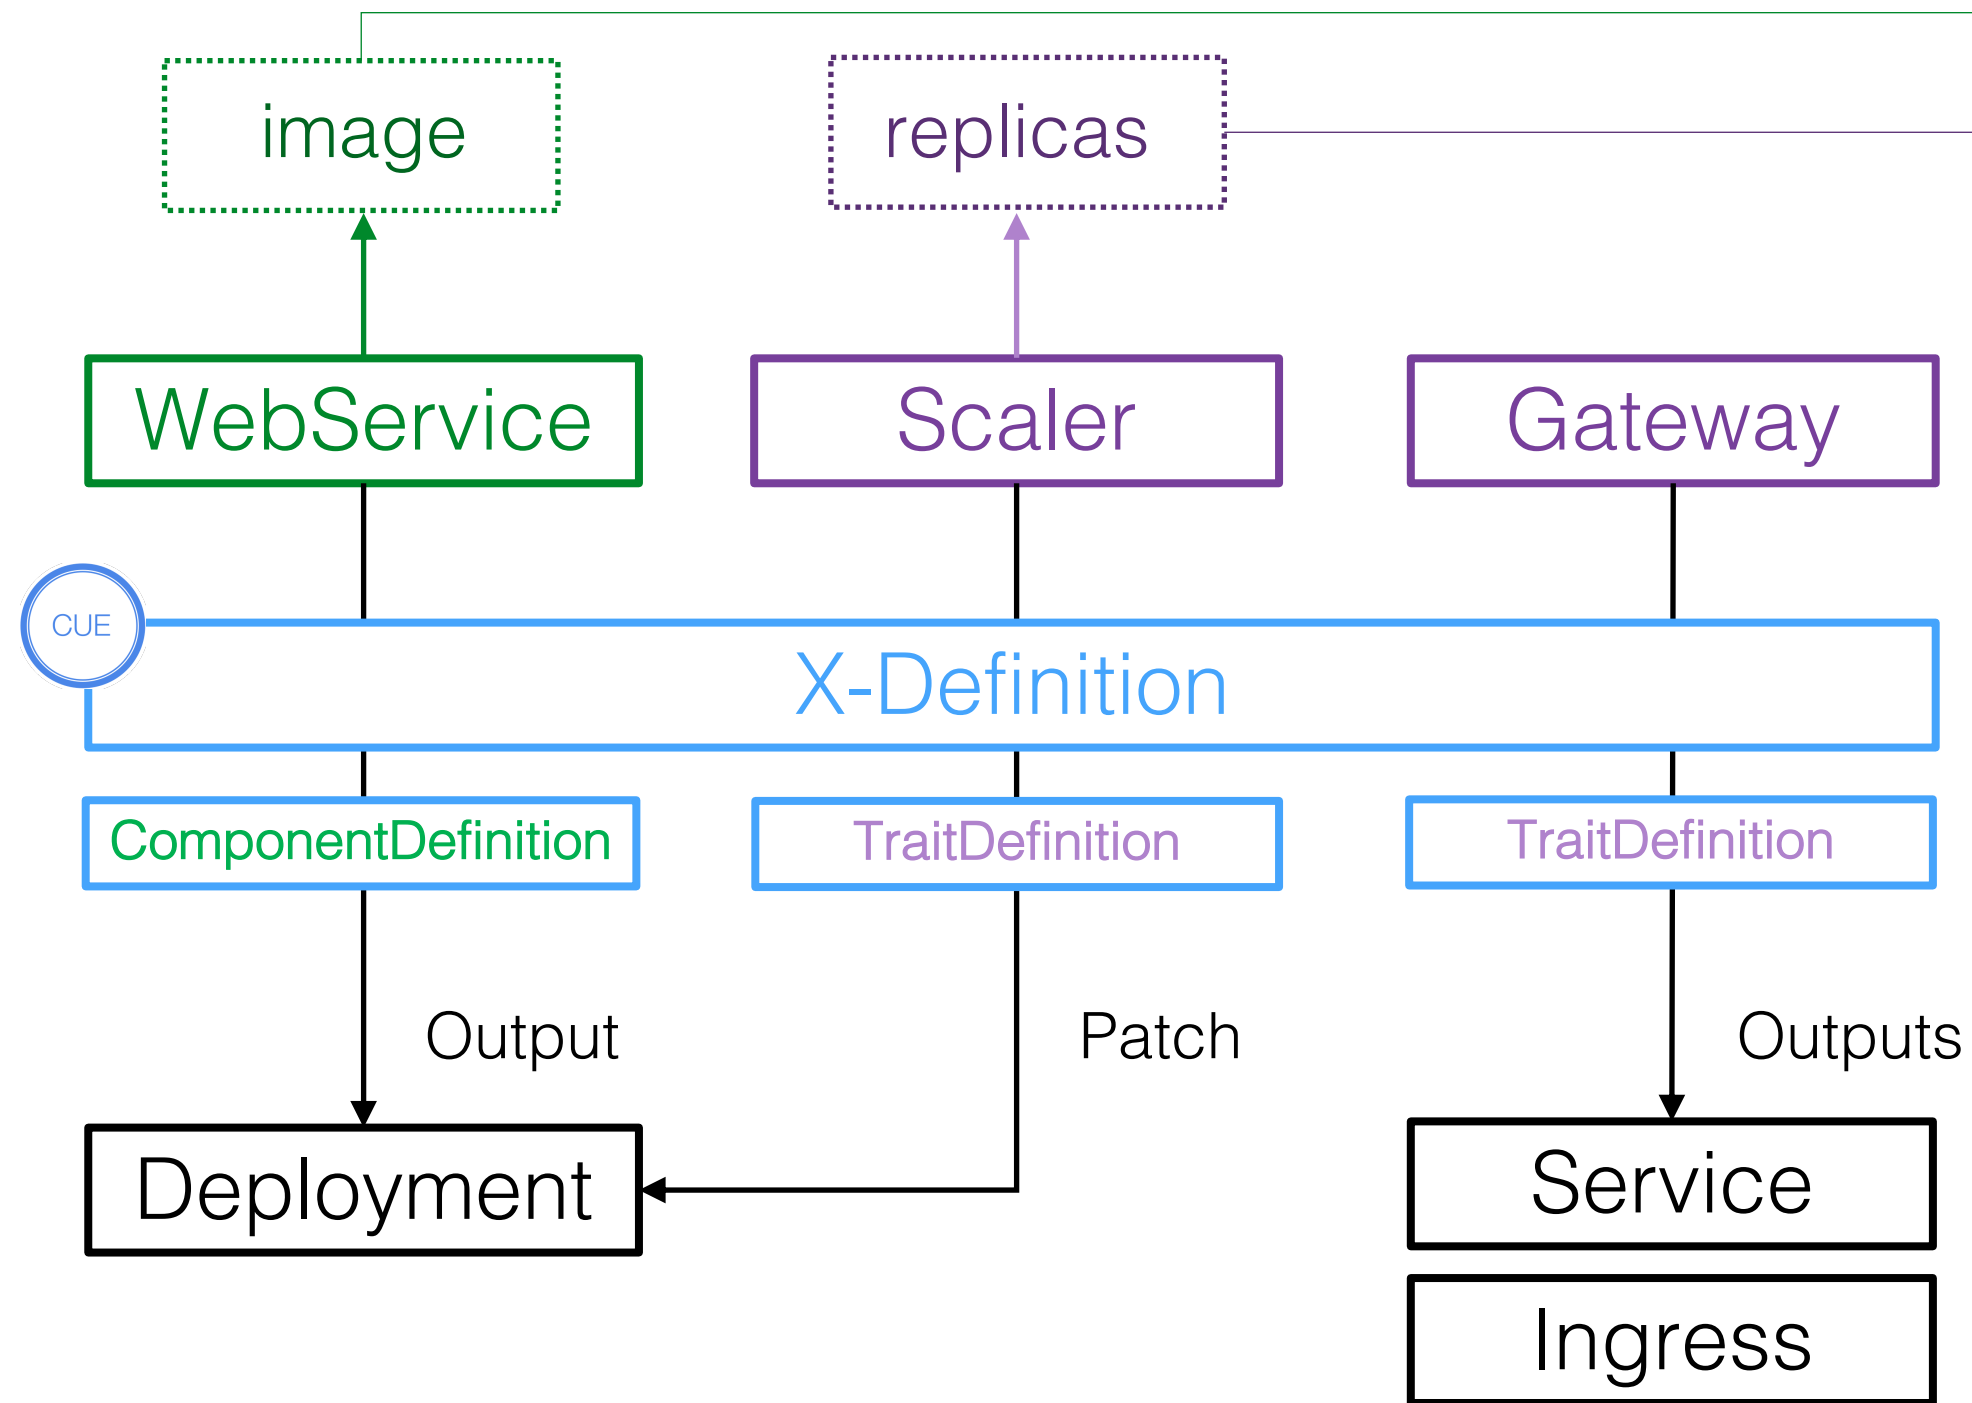 image
replicas
WebService
Scaler
Gateway
CUE
X-Definition
ComponentDefinition
TraitDefinition
TraitDefinition
Output
Patch
Outputs
Deployment
Service
Ingress